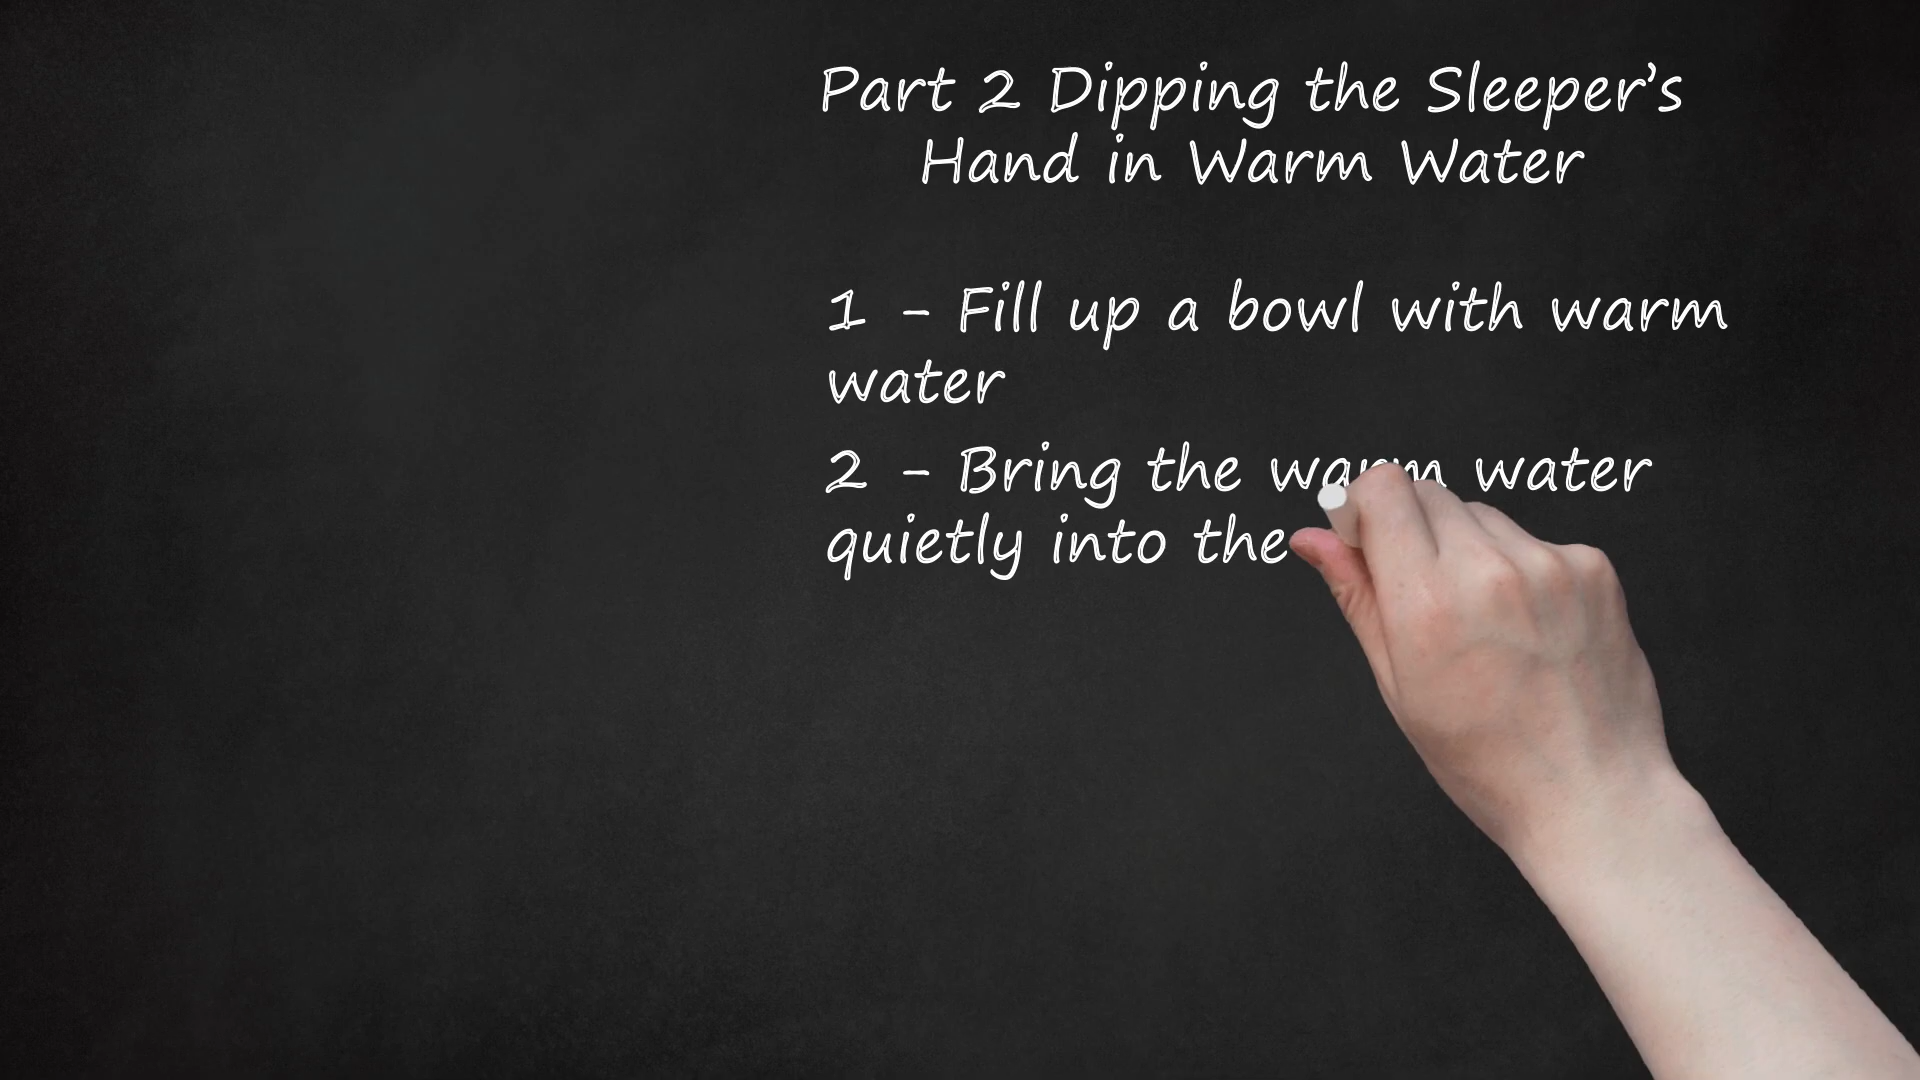 Part 2 Dipping the Sleeper’s
Hand in Warm Water
1 - Fill up a bowl with warm
water
2 - Bring the warm water
quietly into the